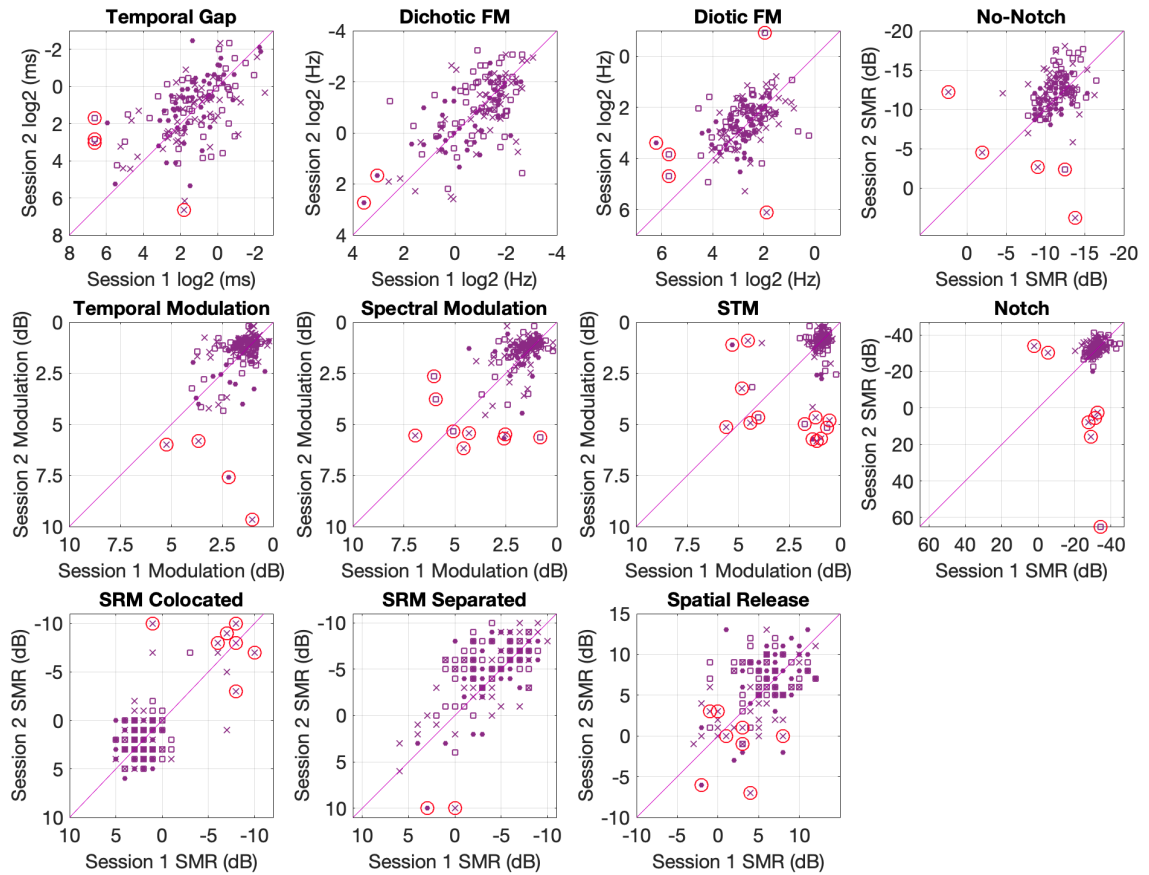 Temporal Gap
Dichotic FM
Diotic FM
No-Notch
Session 2 log2 (ms)
-2
0
2
4
6
8
8 6 4 2 0 -2
Session 1 log2 (ms)
Session 2 log2 (Hz)
-4
-2
0
2
4
4 2 0 -2 -4
Session 1 log2 (Hz)
Session 2 log2 (Hz)
0
2
4
6
6 4 2 0
Session 1 log2 (Hz)
Session 2 SMR (dB)
-20
-15
-10
-5
0
0 -5 -10 -15 -20
Session 1 SMR (dB)
Temporal Modulation
Spectral Modulation
STM
Notch
Session 2 Modulation (dB)
0
2.5
5
7.5
10
10 7.5 5 2.5 0
Session 1 Modulation (dB)
Session 2 Modulation (dB)
0
2.5
5
7.5
10
10 7.5 5 2.5 0
Session 1 Modulation (dB)
Session 2 Modulation (dB)
0
2.5
5
7.5
10
10 7.5 5 2.5 0
Session 1 Modulation (dB)
Session 2 SMR (dB)
-40
-20
0
20
40
60
60 40 20 0 -20 -40
Session 1 SMR (dB)
SRM Colocated
SRM Separated
Spatial Release
Session 2 SMR (dB)
-10
-5
0
5
10
10 5 0 -5 -10
Session 1 SMR (dB)
Session 2 SMR (dB)
-10
-5
0
5
10
10 5 0 -5 -10
Session 1 SMR (dB)
Session 2 SMR (dB)
15
10
5
0
-5
-10
-10 -5 0 5 10
Session 1 SMR (dB)